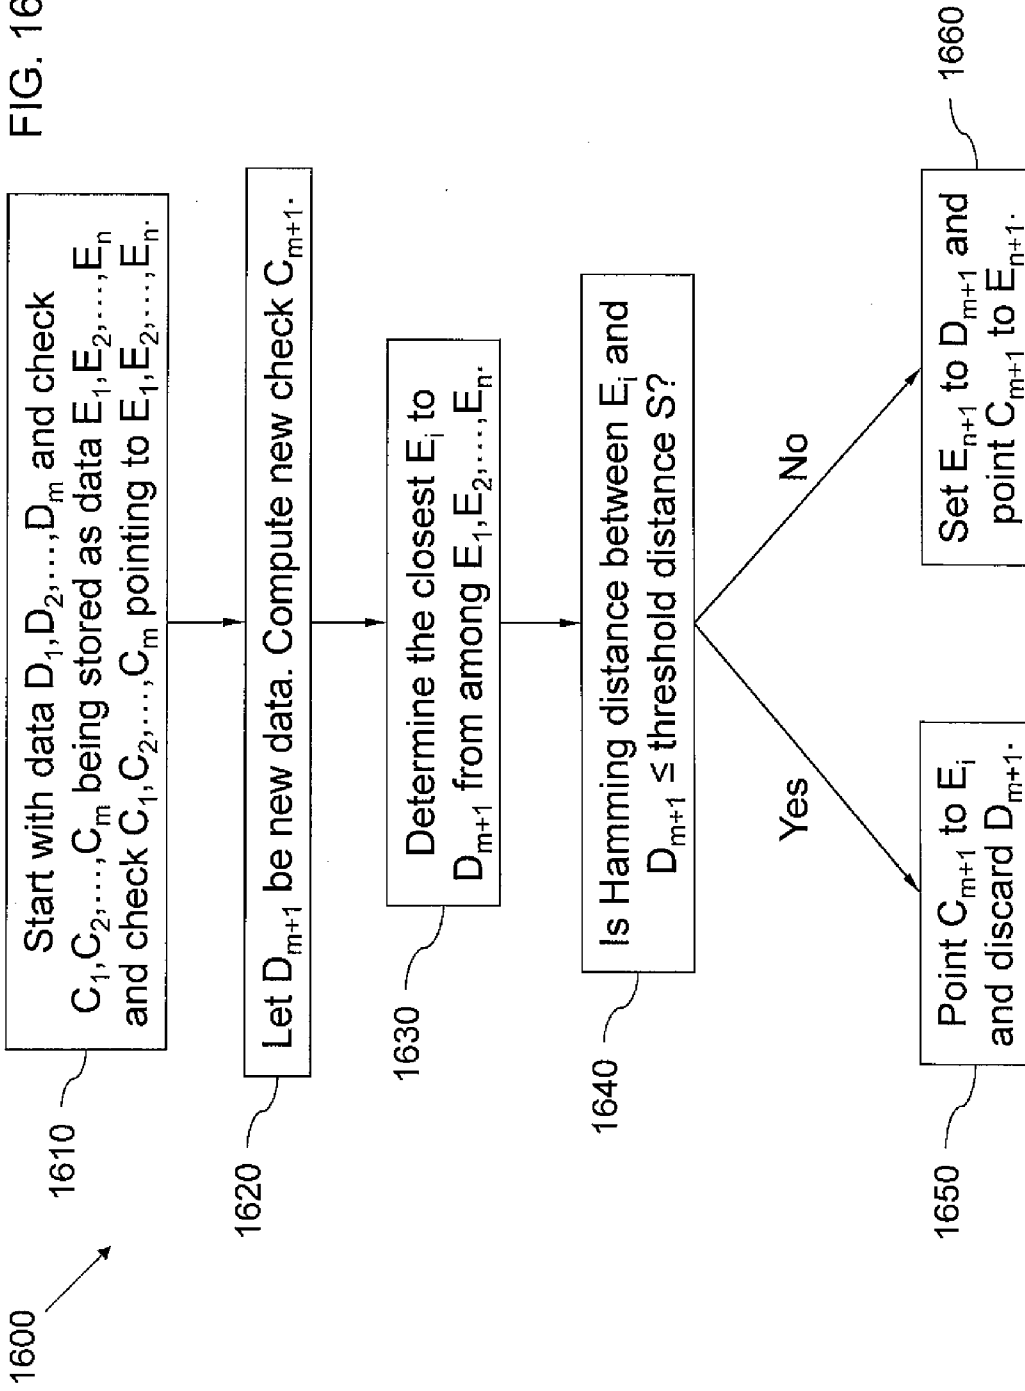 FIG. 16
1600
1610
Start with data D₁,D₂,...,Dₘ and check
C₁,C₂,...,Cₘ being stored as data E₁,E₂,...,Eₙ
and check C₁,C₂,...,Cₘ pointing to E₁,E₂,...,Eₙ.
1620
Let Dₘ₊₁ be new data. Compute new check Cₘ₊₁.
1630
Determine the closest Eᵢ to
Dₘ₊₁ from among E₁,E₂,...,Eₙ.
1640
Is Hamming distance between Eᵢ and
Dₘ₊₁ ≤ threshold distance S?
Yes
No
1650
Point Cₘ₊₁ to Eᵢ
and discard Dₘ₊₁.
1660
Set Eₙ₊₁ to Dₘ₊₁ and
point Cₘ₊₁ to Eₙ₊₁.